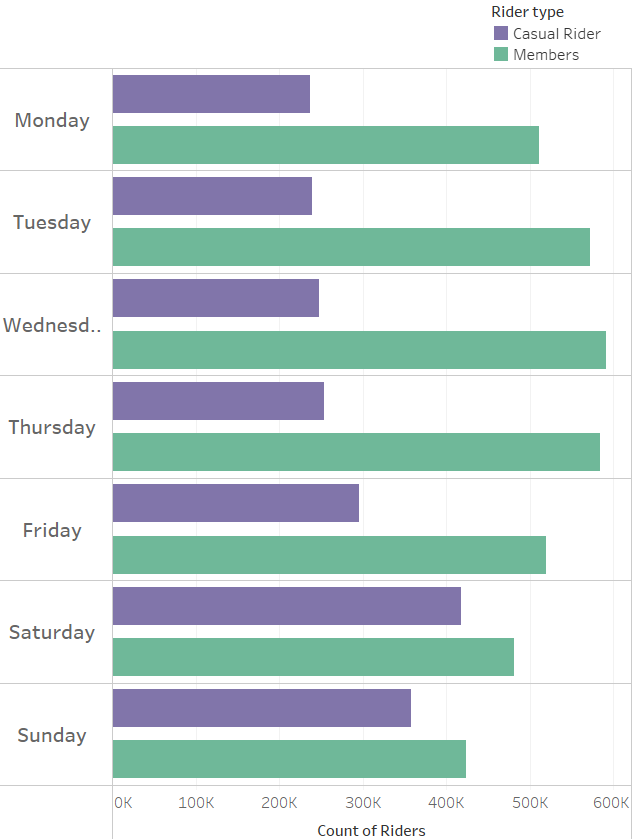 Rider type
Casual Rider
Members
Monday
Tuesday
Wednesd..
Thursday
Friday
Saturday
Sunday
0K 100K 200K 300K 400K 500K 600K
Count of Riders